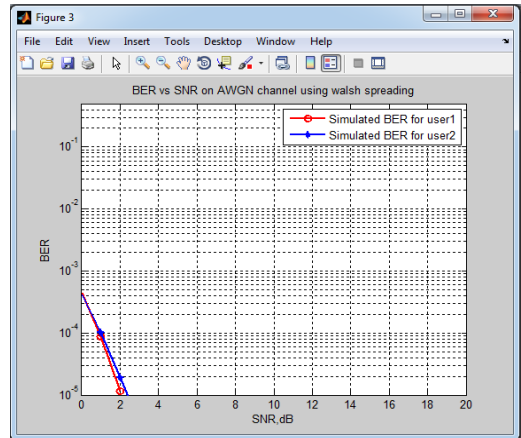 Figure 3
File Edit View Insert Tools Desktop Window Help
BER vs SNR on AWGN channel using walsh spreading
Simulated BER for user1
Simulated BER for user2
BER
10^-1
10^-2
10^-3
10^-4
10^-5
0 2 4 6 8 10 12 14 16 18 20
SNR,dB